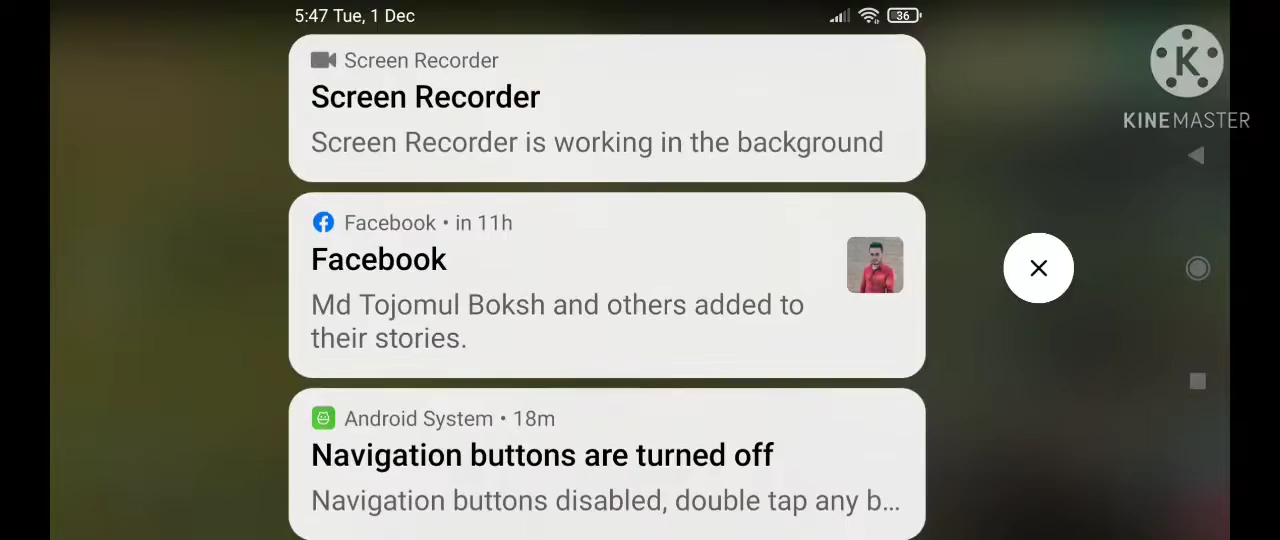 5:47 Tue, 1 Dec
36
Screen Recorder
Screen Recorder
Screen Recorder is working in the background
Facebook • in 11h
Facebook
Md Tojomul Boksh and others added to
their stories.
Android System • 18m
Navigation buttons are turned off
Navigation buttons disabled, double tap any b...
K
KINEMASTER